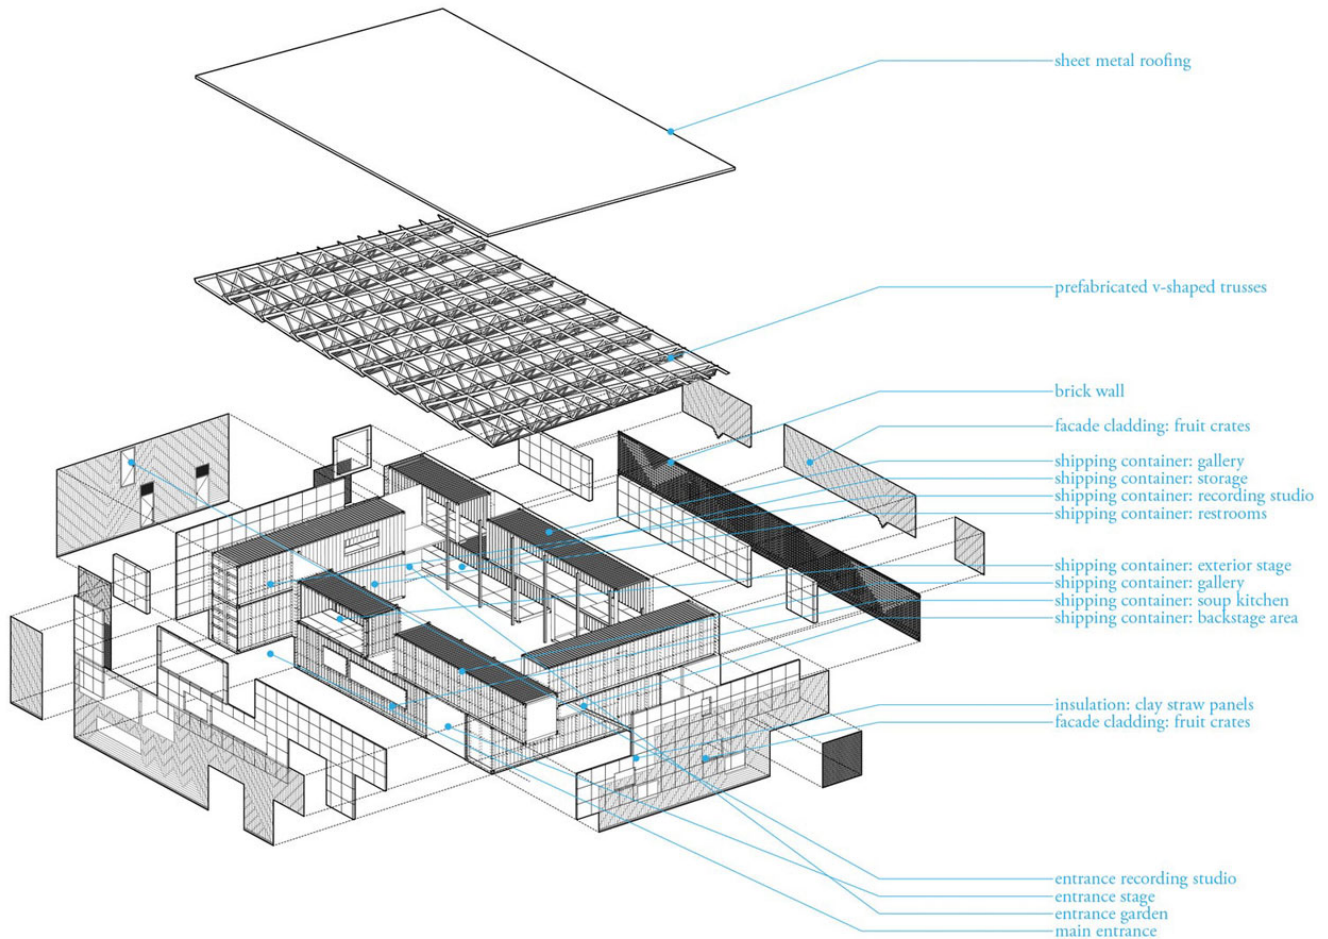 sheet metal roofing
prefabricated v-shaped trusses
brick wall
facade cladding: fruit crates
shipping container: gallery
shipping container: storage
shipping container: recording studio
shipping container: restrooms
shipping container: exterior stage
shipping container: gallery
shipping container: soup kitchen
shipping container: backstage area
insulation: clay straw panels
facade cladding: fruit crates
entrance recording studio
entrance stage
entrance garden
main entrance